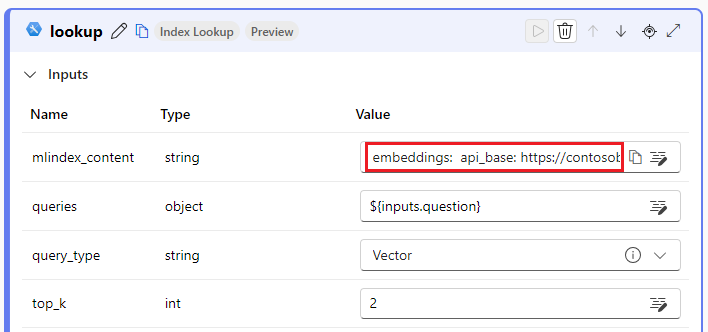 lookup Index Lookup Preview
Inputs
Name Type Value
mlindex_content string embeddings: api_base: https://contosob
queries object ${inputs.question}
query_type string Vector
top_k int 2